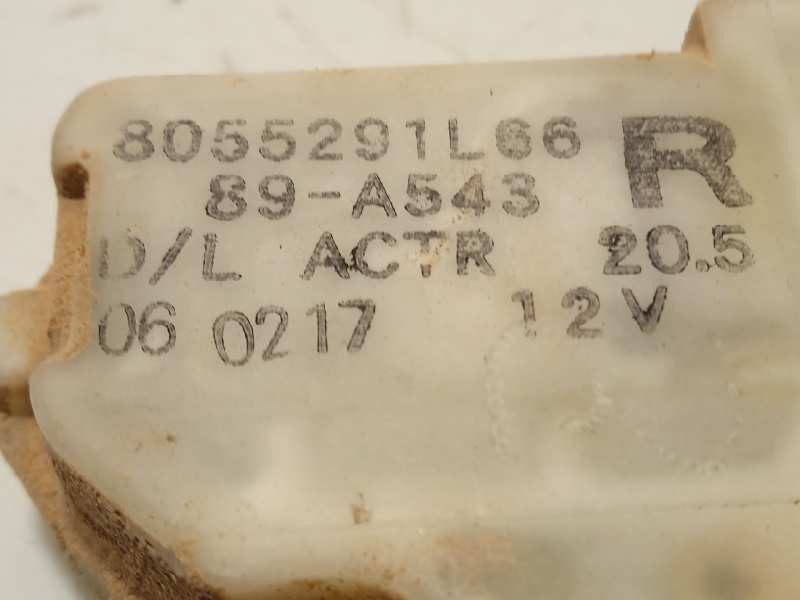 8055291L66
89-A543 R
D/L ACTR 20.5
06 0217 12V